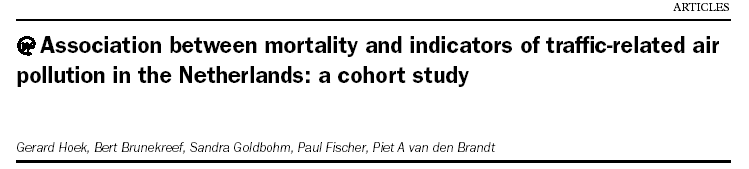 ARTICLES
Association between mortality and indicators of traffic-related air
pollution in the Netherlands: a cohort study
Gerard Hoek, Bert Brunekreef, Sandra Goldbohm, Paul Fischer, Piet A van den Brandt